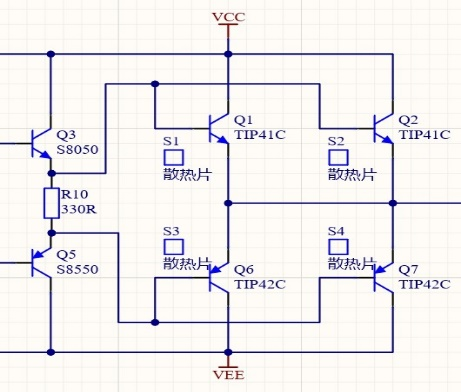 VCC
Q1
TIP41C
Q2
TIP41C
Q3
S8050
S1
散热片
S2
散热片
R10
330R
S3
散热片
S4
散热片
Q5
S8550
Q6
TIP42C
Q7
TIP42C
VEE